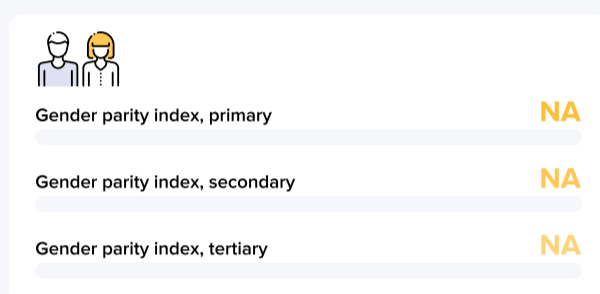 Gender parity index, primary NA
Gender parity index, secondary NA
Gender parity index, tertiary NA